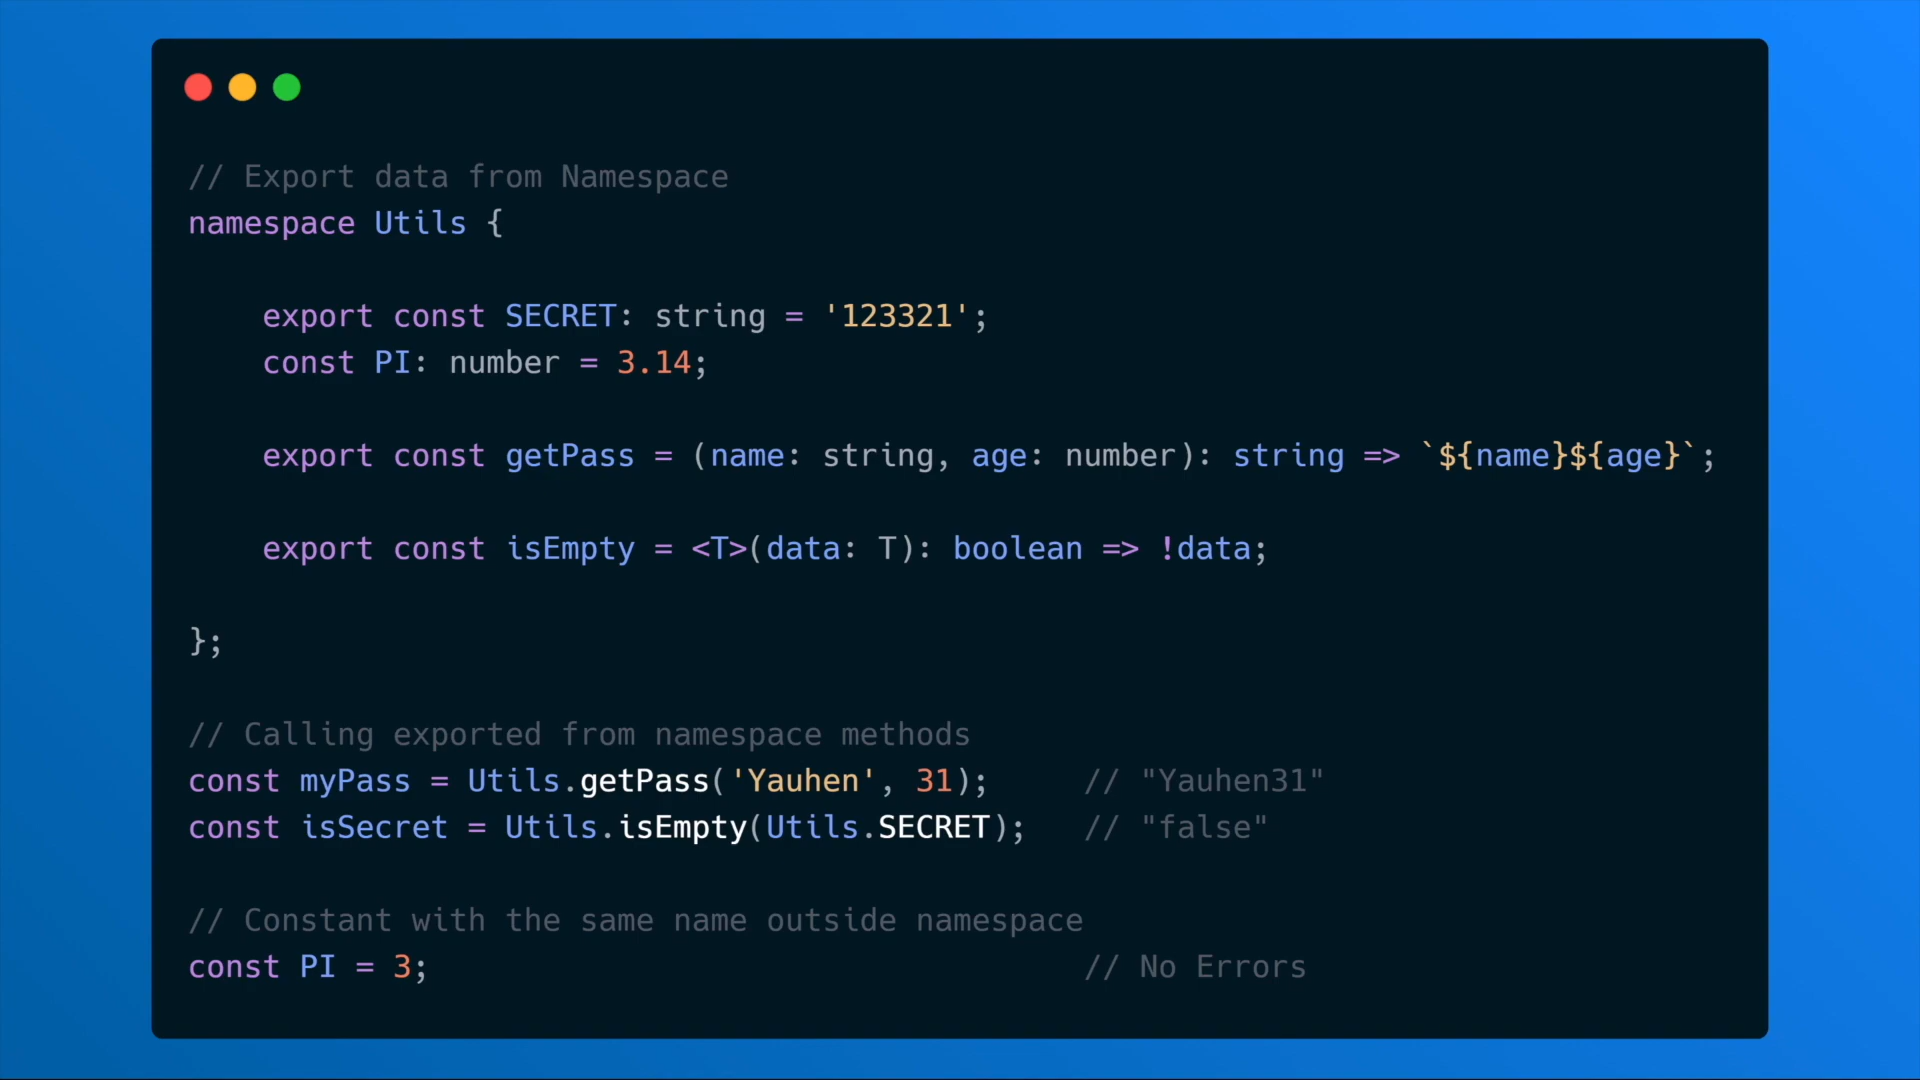 // Export data from Namespace
namespace Utils {
export const SECRET: string = '123321';
const PI: number = 3.14;
export const getPass = (name: string, age: number): string => `${name}${age}`;
export const isEmpty = <T>(data: T): boolean => !data;
};
// Calling exported from namespace methods
const myPass = Utils.getPass('Yauhen', 31); // "Yauhen31"
const isSecret = Utils.isEmpty(Utils.SECRET); // "false"
// Constant with the same name outside namespace
const PI = 3; // No Errors